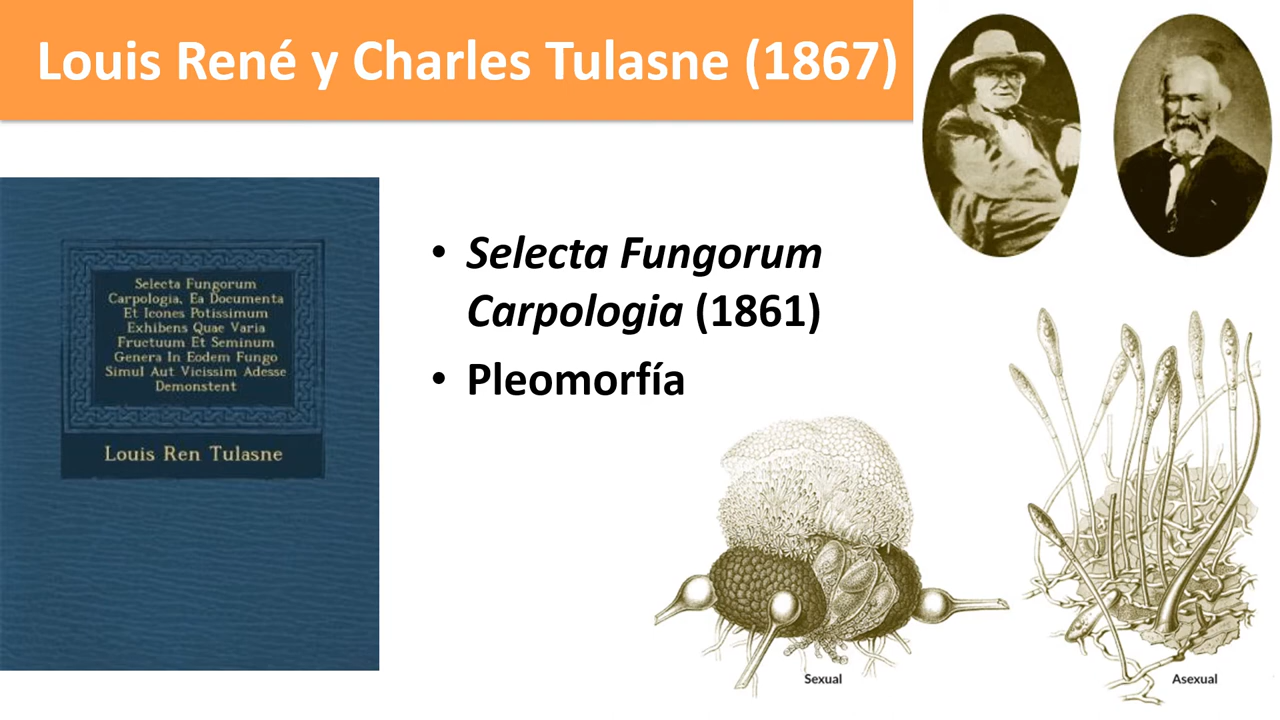 Louis René y Charles Tulasne (1867)
Selecta Fungorum
Carpologia, Ea Documenta
Et Icones Potissimum
Exhibens Quae Varia
Fructuum Et Seminum
Genera In Eodem Fungo
Simul Aut Vicissim Adesse
Demonstent
Louis Ren Tulasne
• Selecta Fungorum
Carpologia (1861)
• Pleomorfía
Sexual
Asexual